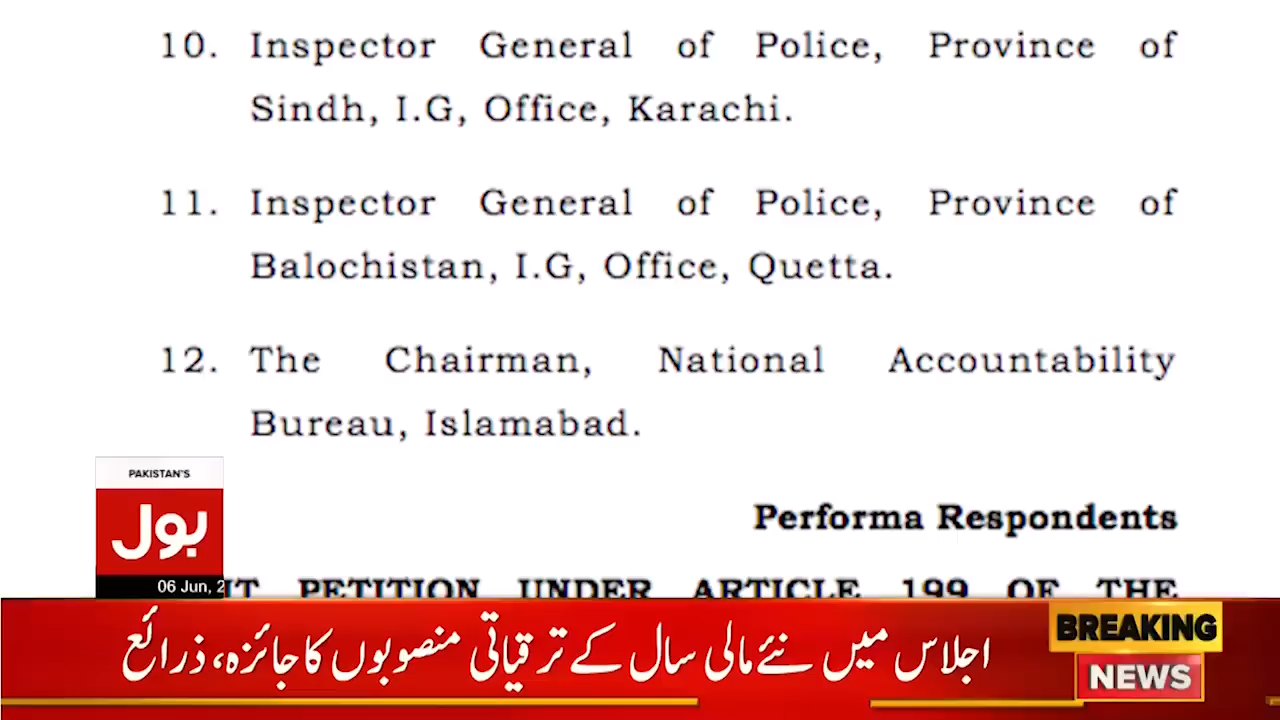 10. Inspector General of Police, Province of
Sindh, I.G, Office, Karachi.
11. Inspector General of Police, Province of
Balochistan, I.G, Office, Quetta.
12. The Chairman, National Accountability
Bureau, Islamabad.
Performa Respondents
PAKISTAN'S
بول
06 Jun, 2
IT PETITION UNDER ARTICLE 199 OF THE
اجلاس میں نئے مالی سال کے ترقیاتی منصوبوں کا جائزہ، ذرائع
BREAKING
NEWS